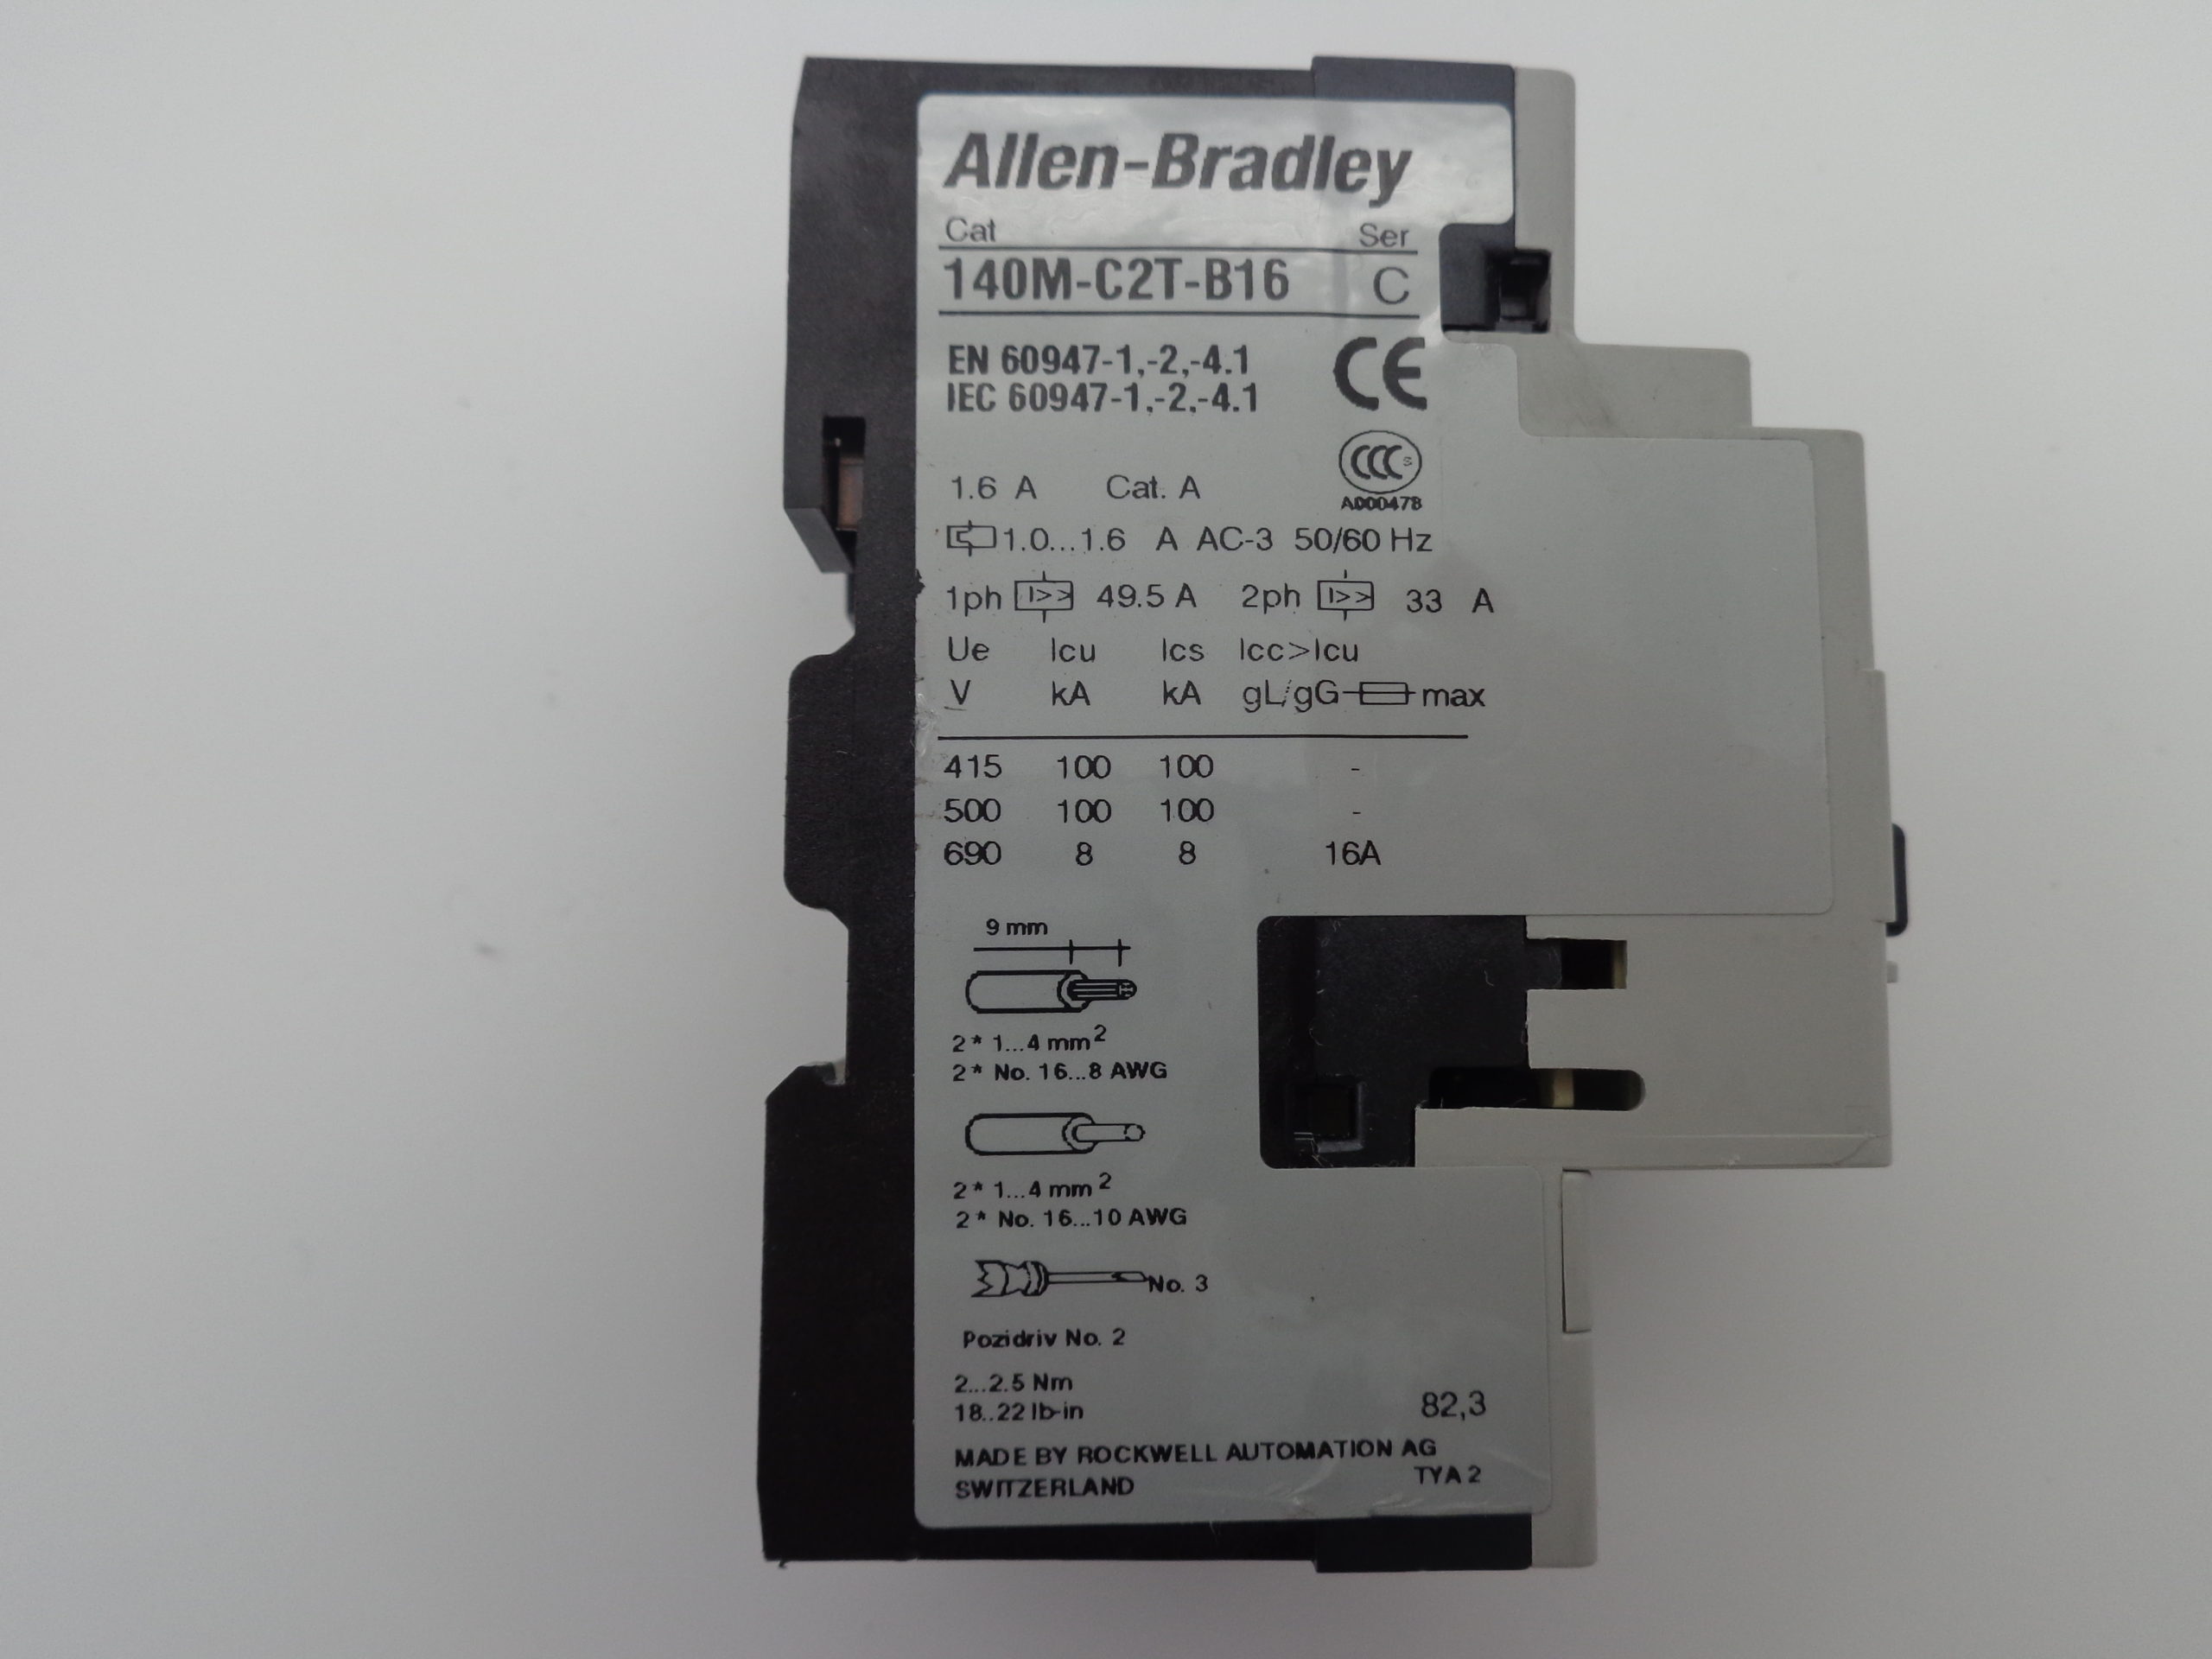 Allen-Bradley
Cat Ser
140M-C2T-B16 C
EN 60947-1,-2,-4.1
IEC 60947-1,-2,-4.1
CE
CCC S
A000478
1.6 A Cat. A
1.0...1.6 A AC-3 50/60 Hz
1ph I>> 49.5 A 2ph I>> 33 A
Ue Icu Ics Icc>Icu
V kA kA gL/gG max
415 100 100 -
500 100 100 -
690 8 8 16A
9 mm
2* 1...4 mm²
2* No. 16...8 AWG
2* 1...4 mm²
2* No. 16...10 AWG
No. 3
Pozidriv No. 2
2...2.5 Nm
18..22 lb-in
82,3
MADE BY ROCKWELL AUTOMATION AG
SWITZERLAND TYA 2